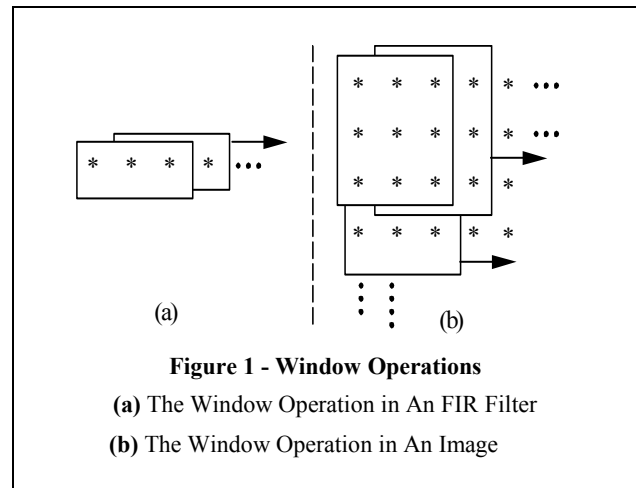 * * * * * •••
* * * * •••
* * * * * •••
* * * * *
* * * * *
(a)
(b)
Figure 1 - Window Operations
(a) The Window Operation in An FIR Filter
(b) The Window Operation in An Image